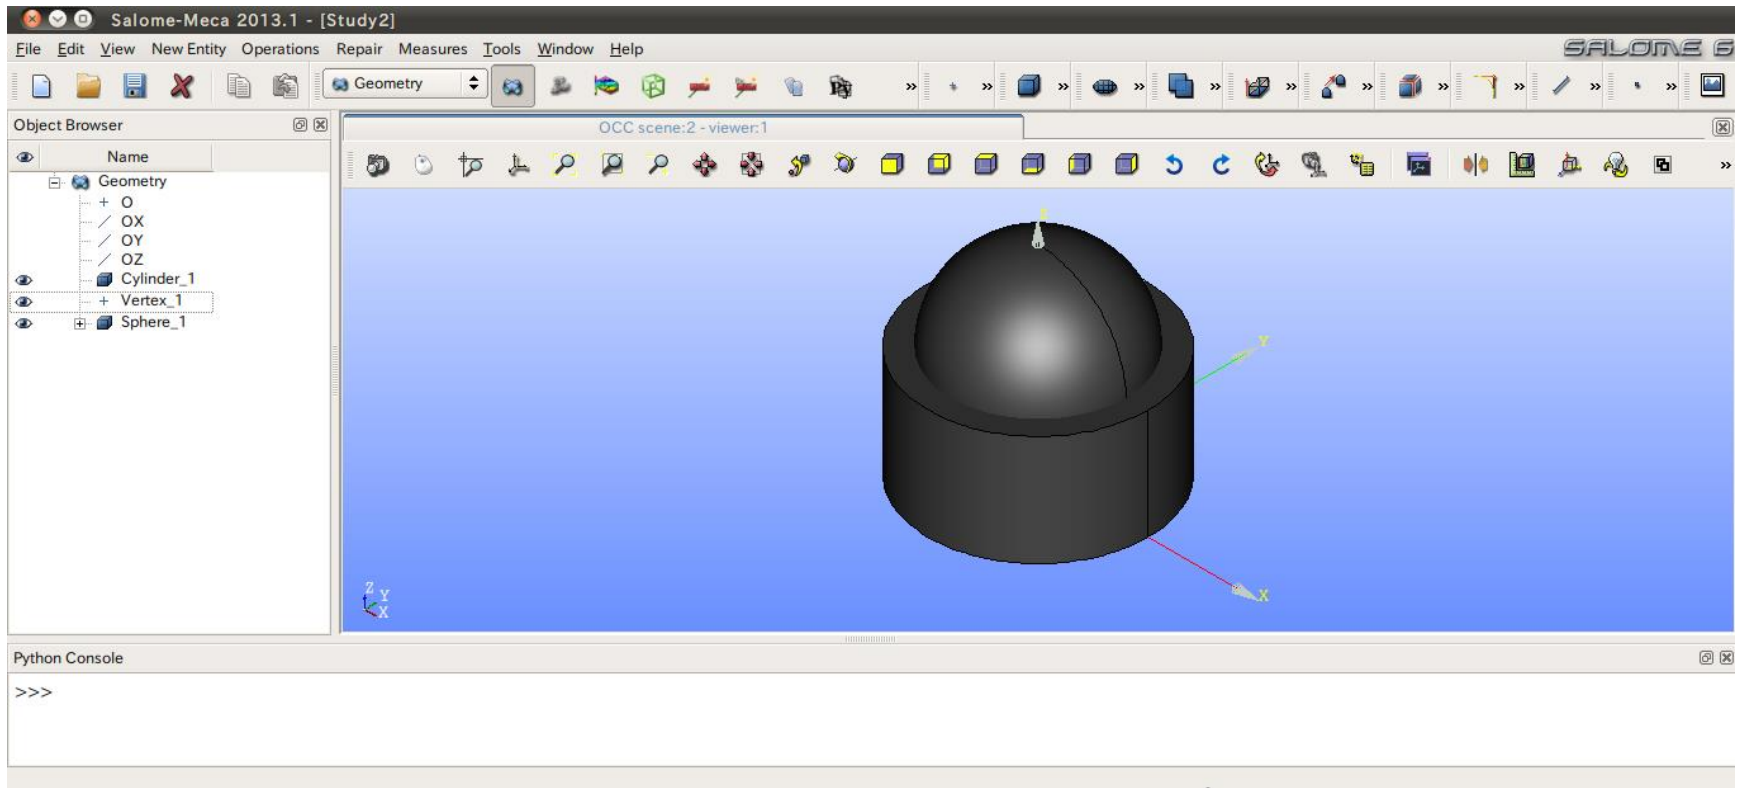 Salome-Meca 2013.1 - [Study2]
File Edit View New Entity Operations Repair Measures Tools Window Help
SALOME 6
Geometry
»
»
»
»
»
»
»
»
»
»
»
Object Browser
OCC scene:2 - viewer:1
Name
»
Geometry
O
OX
OY
OZ
Cylinder_1
Vertex_1
Sphere_1
Z
Y
X
Z Y
X
Python Console
>>>